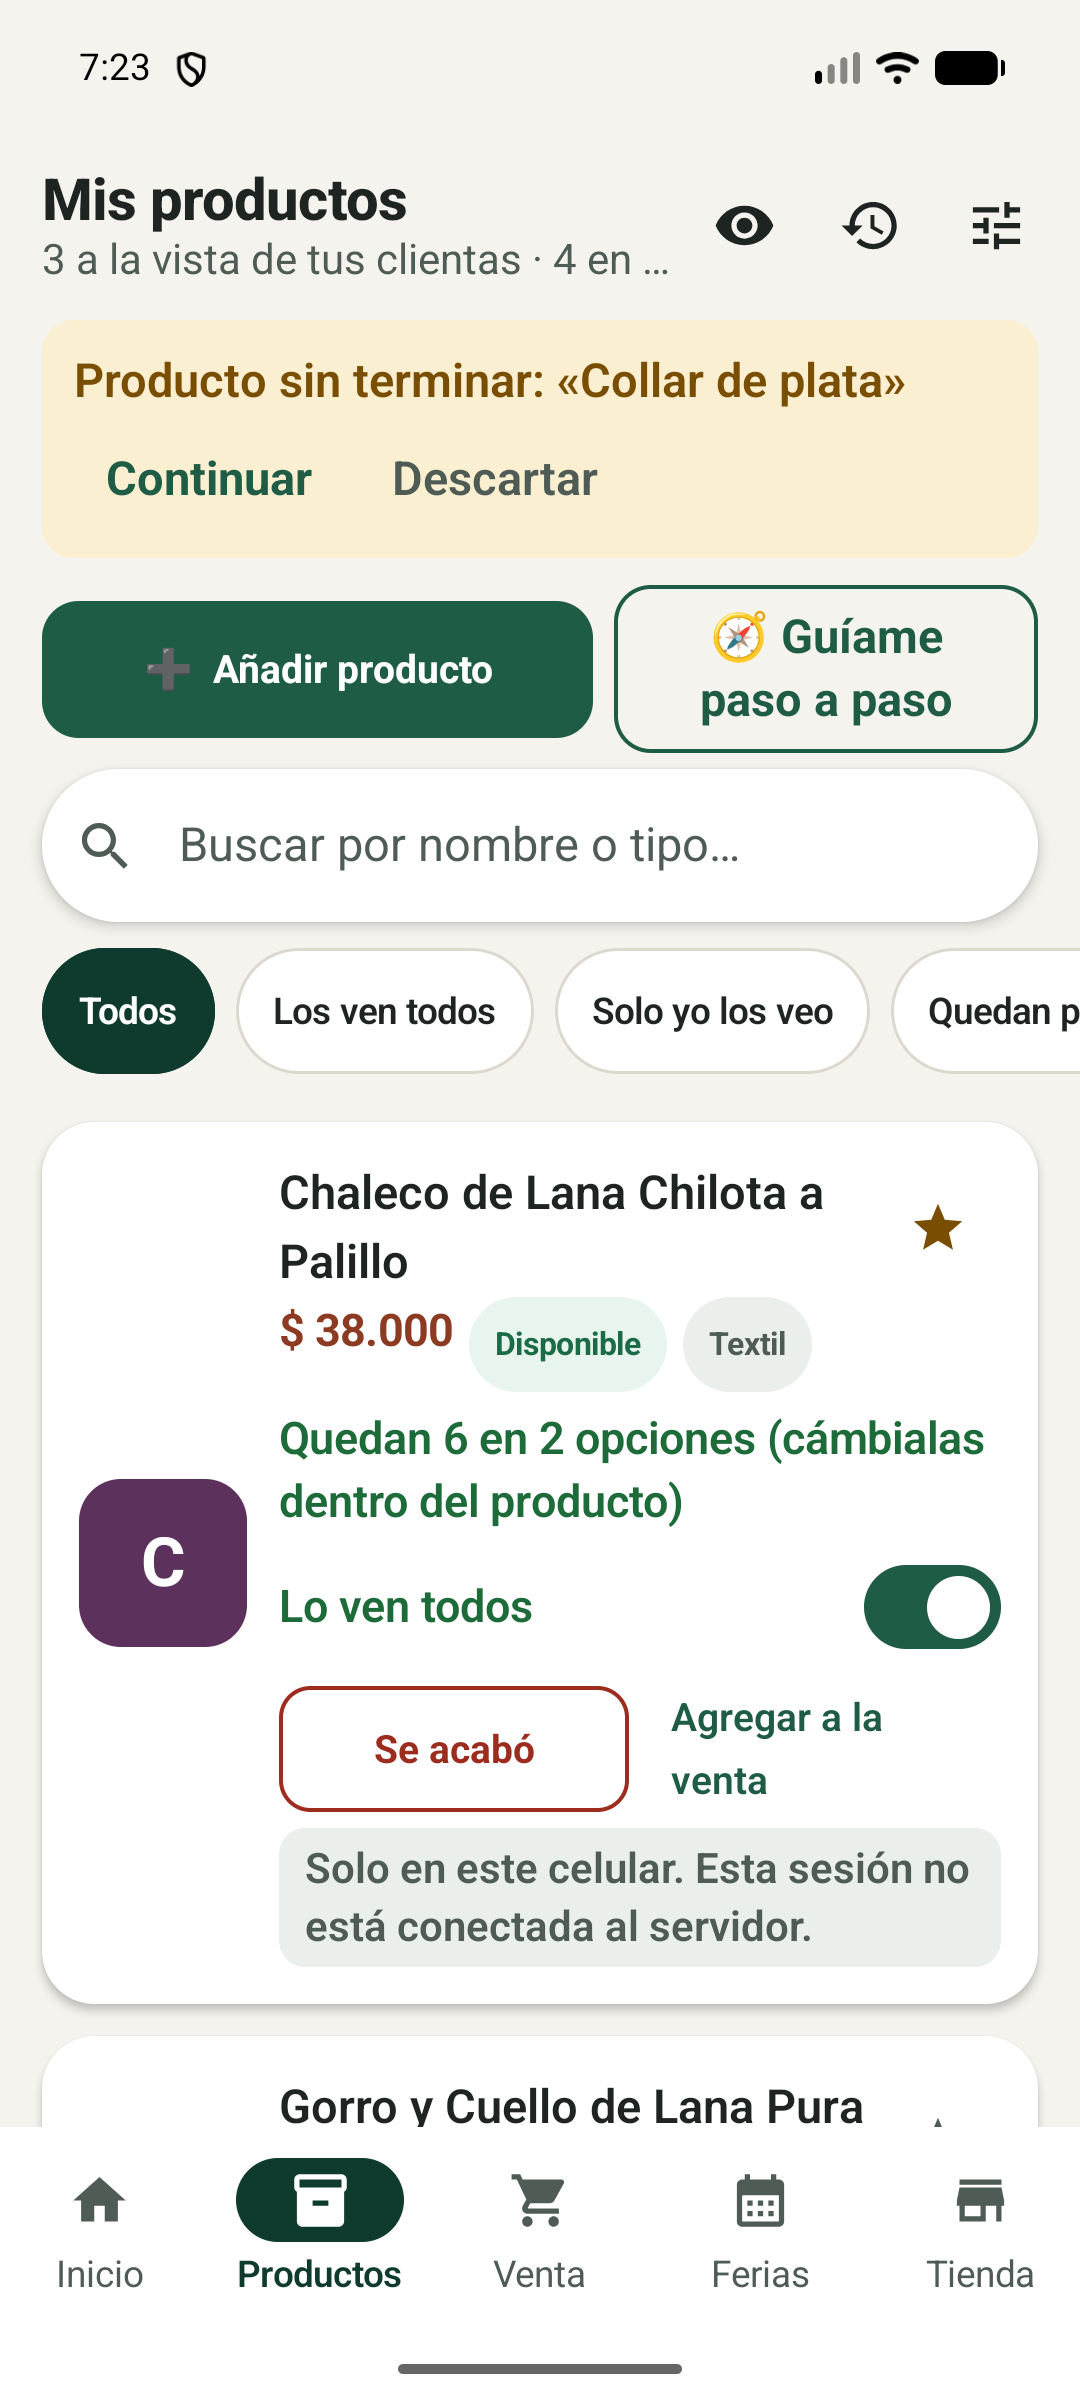 7:23
Mis productos
3 a la vista de tus clientas · 4 en ...
Producto sin terminar: «Collar de plata»
Continuar
Descartar
➕ Añadir producto
🧭 Guíame
paso a paso
Buscar por nombre o tipo...
Todos
Los ven todos
Solo yo los veo
Quedan p
Chaleco de Lana Chilota a
Palillo
$ 38.000
Disponible
Textil
Quedan 6 en 2 opciones (cámbialas
dentro del producto)
C
Lo ven todos
Se acabó
Agregar a la
venta
Solo en este celular. Esta sesión no
está conectada al servidor.
Gorro y Cuello de Lana Pura
Inicio
Productos
Venta
Ferias
Tienda